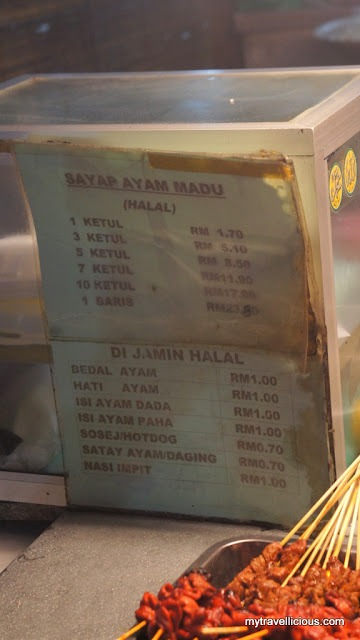 SAYAP AYAM MADU
(HALAL)
1 KETUL RM 1.70
3 KETUL RM 5.10
5 KETUL RM 8.50
7 KETUL RM11.90
10 KETUL RM17.00
1 GARIS
DI JAMIN HALAL
BEDAL AYAM RM1.00
HATI AYAM RM1.00
ISI AYAM DADA RM1.00
ISI AYAM PAHA RM1.00
SOSEJ/HOTDOG RM0.70
SATAY AYAM/DAGING RM0.70
NASI IMPIT RM1.00
mytravellicious.com